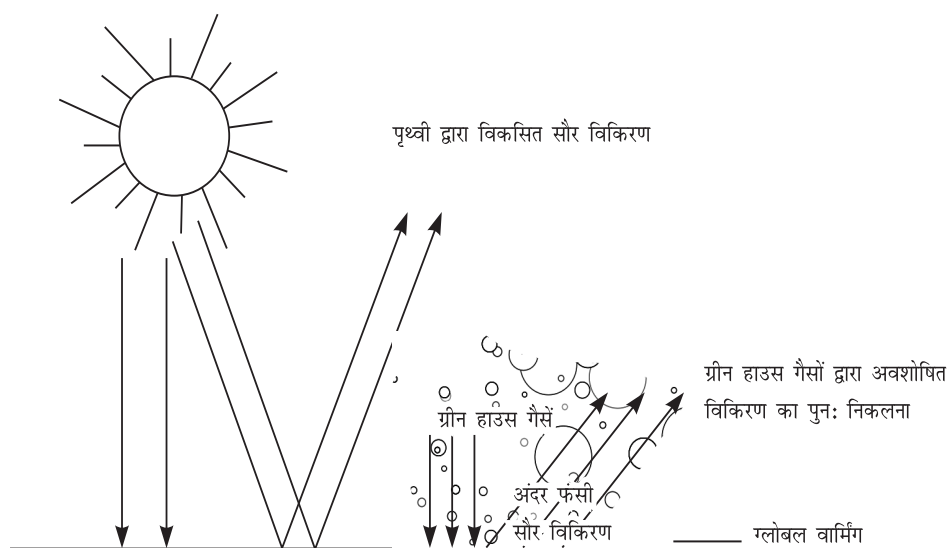 पृथ्वी द्वारा विकसित सौर विकिरण
ग्रीन हाउस गैसों द्वारा अवशोषित
विकिरण का पुन: निकलना
ग्रीन हाउस गैसें
अंदर फंसी
सौर विकिरण
ग्लोबल वार्मिंग